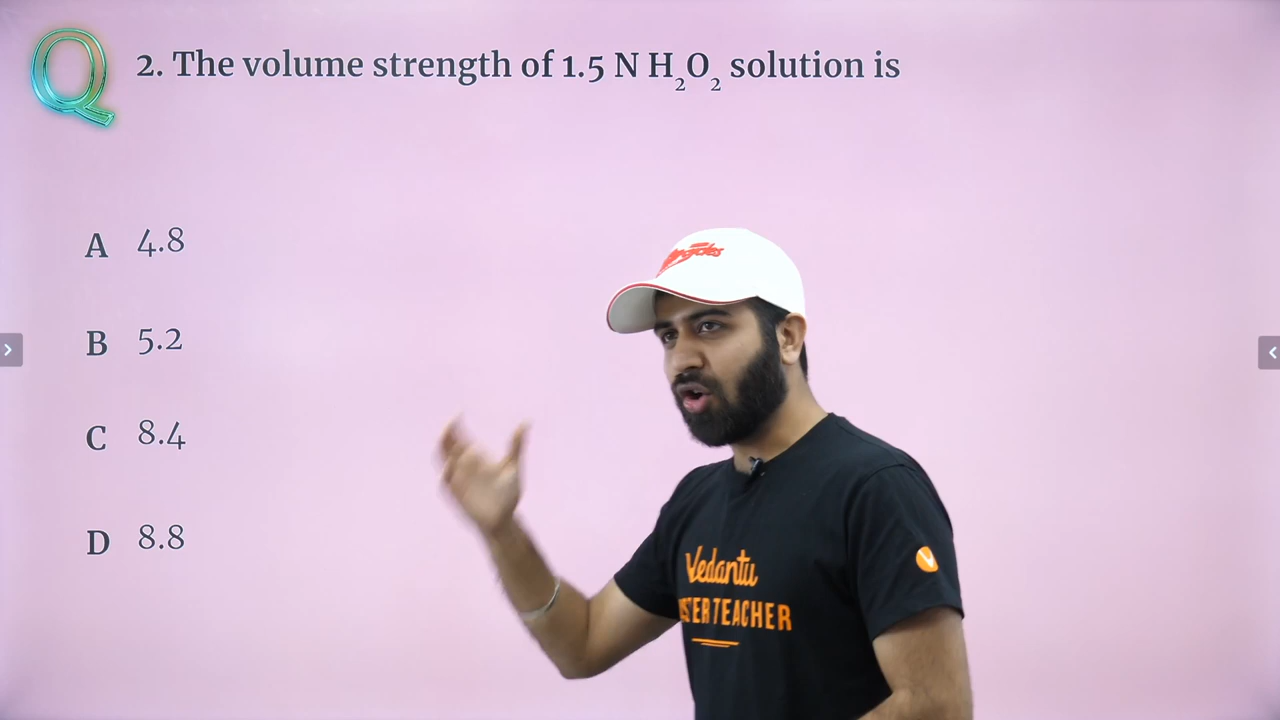 Q
2. The volume strength of 1.5 N H₂O₂ solution is
A 4.8
B 5.2
C 8.4
D 8.8
Vedantu
TEACHER
V